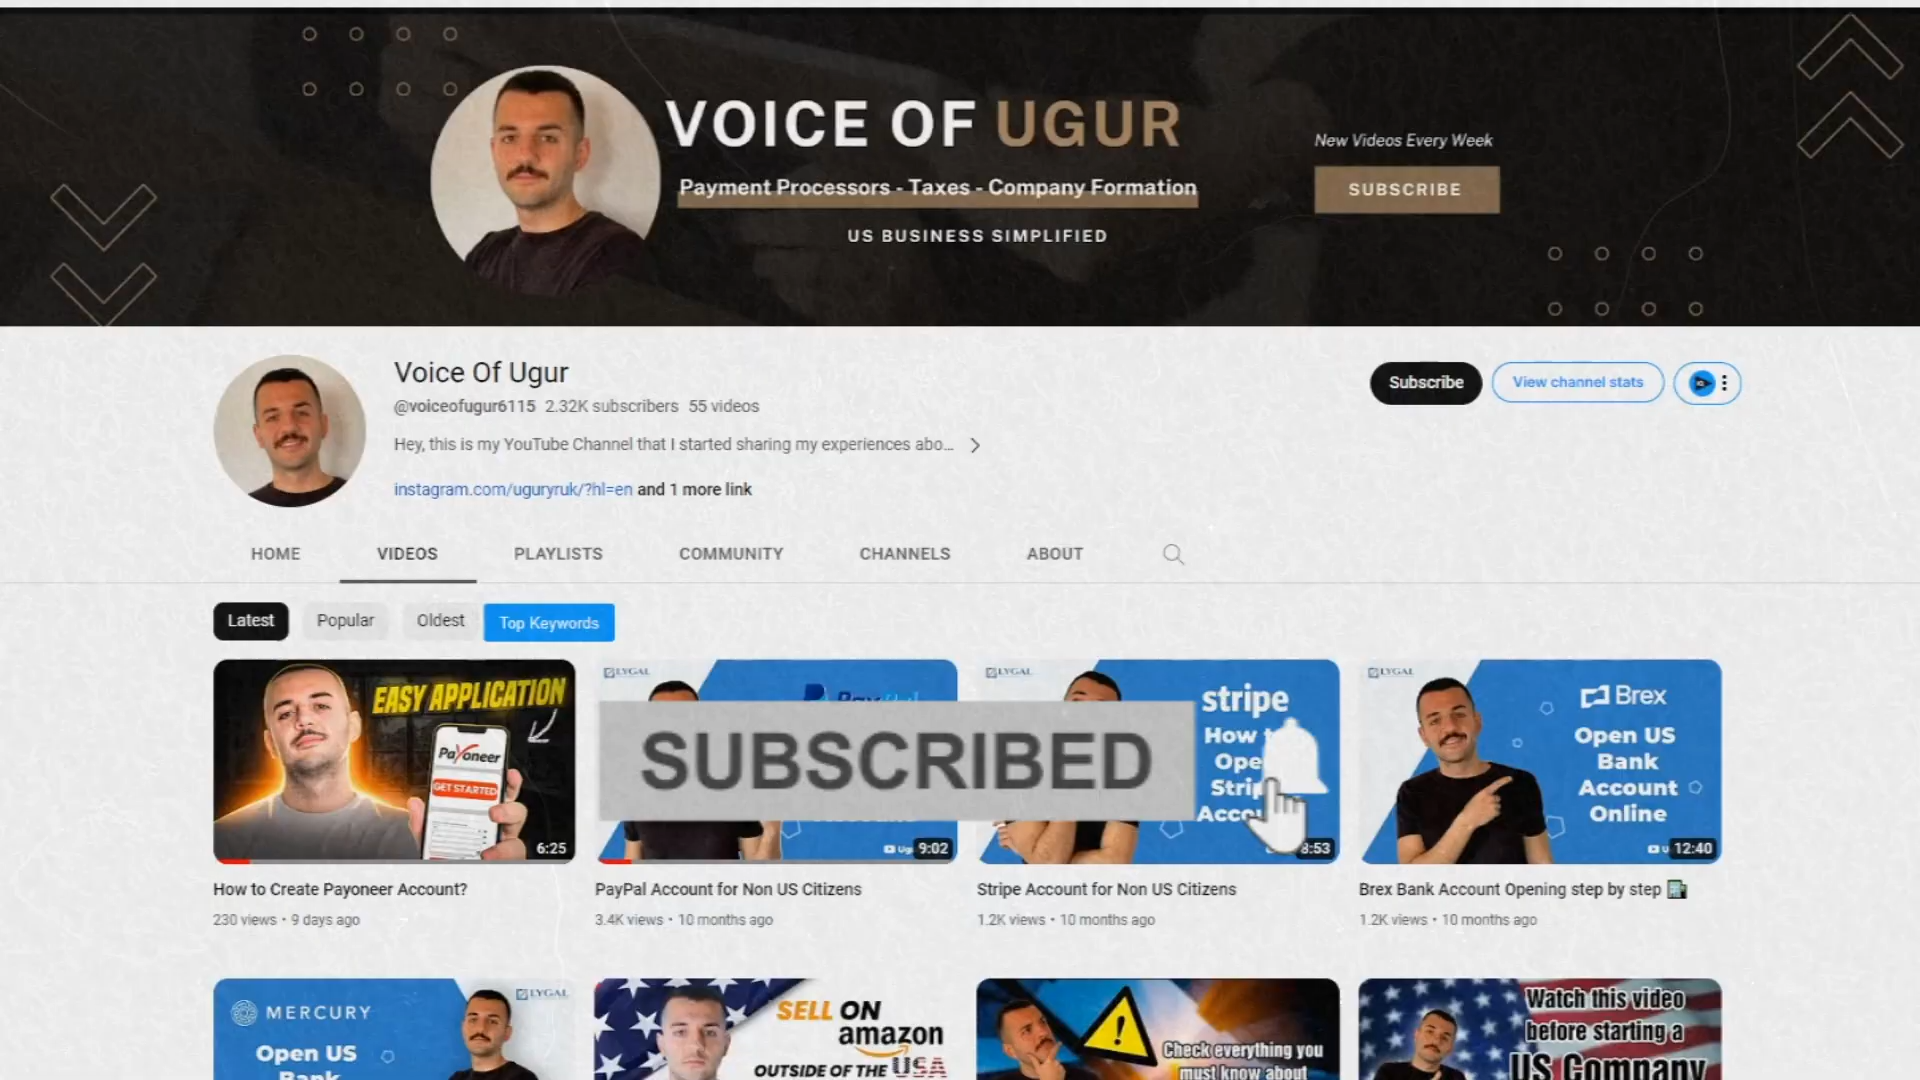 VOICE OF UGUR
Payment Processors - Taxes - Company Formation
US BUSINESS SIMPLIFIED
New Videos Every Week
SUBSCRIBE
Voice Of Ugur
@voiceofugur6115 2.32K subscribers 55 videos
Hey, this is my YouTube Channel that I started sharing my experiences abo...
instagram.com/uguryruk/?hl=en and 1 more link
Subscribe
View channel stats
HOME
VIDEOS
PLAYLISTS
COMMUNITY
CHANNELS
ABOUT
Latest
Popular
Oldest
Top Keywords
EASY APPLICATION
Payoneer
GET STARTED
6:25
LYGAL
PayPal
9:02
LYGAL
stripe
How
8:53
SUBSCRIBED
LYGAL
Brex
Open US
Bank
Account
Online
12:40
How to Create Payoneer Account?
230 views • 9 days ago
PayPal Account for Non US Citizens
3.4K views • 10 months ago
Stripe Account for Non US Citizens
1.2K views • 10 months ago
Brex Bank Account Opening step by step
1.2K views • 10 months ago
MERCURY
LYGAL
Open US
Bank
SELL ON
amazon
OUTSIDE OF THE USA
Check everything you
must know about
Watch this video
before starting a
US Company